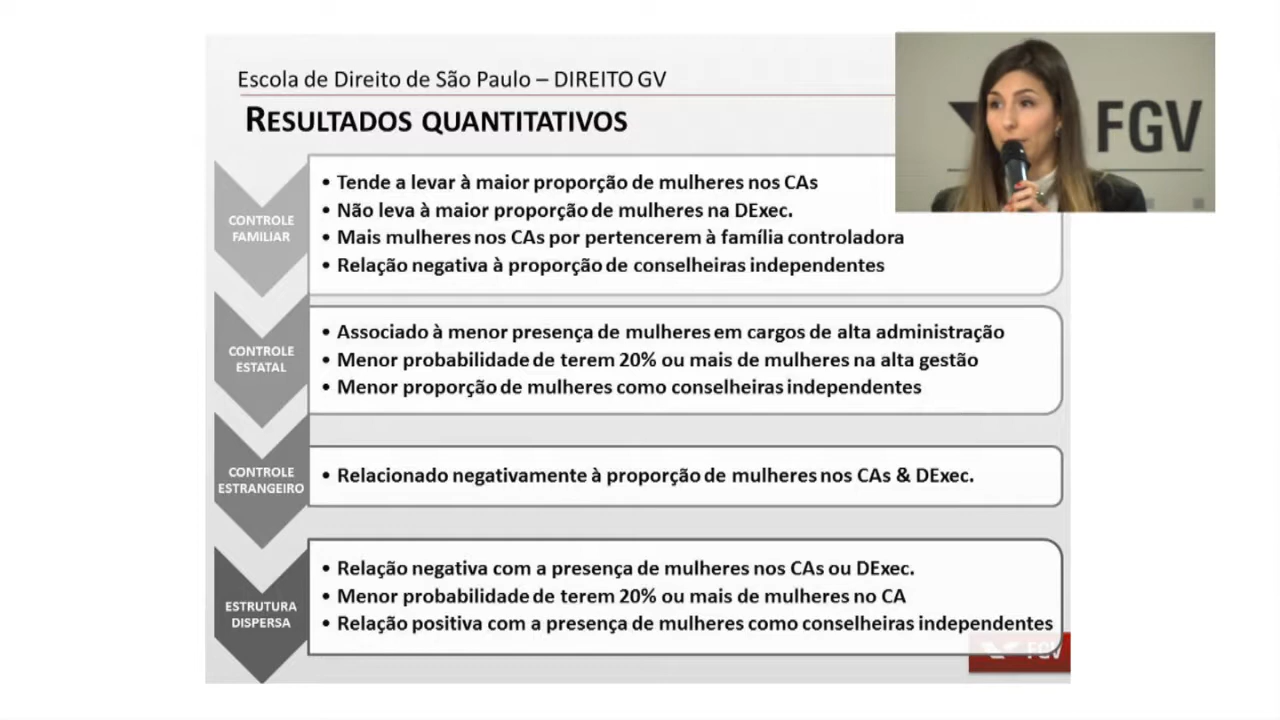 Escola de Direito de São Paulo – DIREITO GV
RESULTADOS QUANTITATIVOS
FGV
CONTROLE
FAMILIAR
• Tende a levar à maior proporção de mulheres nos CAs
• Não leva à maior proporção de mulheres na DExec.
• Mais mulheres nos CAs por pertencerem à família controladora
• Relação negativa à proporção de conselheiras independentes
CONTROLE
ESTATAL
• Associado à menor presença de mulheres em cargos de alta administração
• Menor probabilidade de terem 20% ou mais de mulheres na alta gestão
• Menor proporção de mulheres como conselheiras independentes
CONTROLE
ESTRANGEIRO
• Relacionado negativamente à proporção de mulheres nos CAs & DExec.
ESTRUTURA
DISPERSA
• Relação negativa com a presença de mulheres nos CAs ou DExec.
• Menor probabilidade de terem 20% ou mais de mulheres no CA
• Relação positiva com a presença de mulheres como conselheiras independentes
FGV